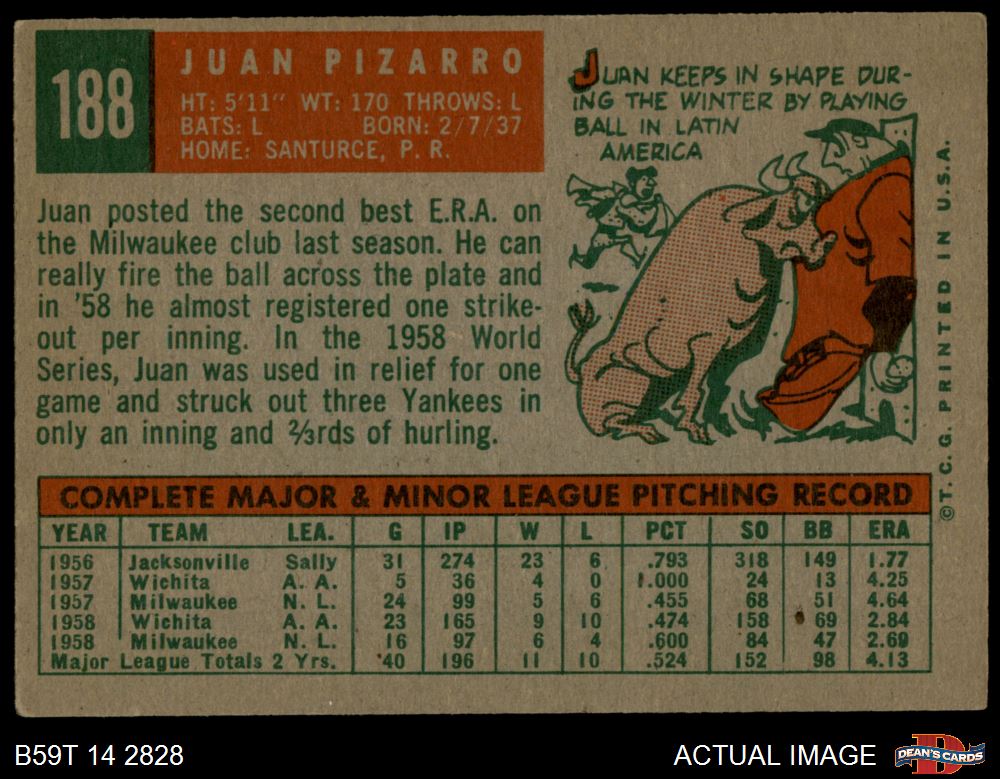 188
JUAN PIZARRO
HT: 5'11" WT: 170 THROWS: L
BATS: L BORN: 2/7/37
HOME: SANTURCE, P. R.
JUAN KEEPS IN SHAPE DUR-
ING THE WINTER BY PLAYING
BALL IN LATIN
AMERICA
Juan posted the second best E.R.A. on
the Milwaukee club last season. He can
really fire the ball across the plate and
in '58 he almost registered one strike-
out per inning. In the 1958 World
Series, Juan was used in relief for one
game and struck out three Yankees in
only an inning and ⅔rds of hurling.
©T. C. G. PRINTED IN U.S.A.
COMPLETE MAJOR & MINOR LEAGUE PITCHING RECORD
YEAR TEAM LEA. G IP W L PCT SO BB ERA
1956 Jacksonville Sally 31 274 23 6 .793 318 149 1.77
1957 Wichita A. A. 5 36 4 0 1.000 24 13 4.25
1957 Milwaukee N. L. 24 99 5 6 .455 68 51 4.64
1958 Wichita A. A. 23 165 9 10 .474 158 69 2.84
1958 Milwaukee N. L. 16 97 6 4 .600 84 47 2.69
Major League Totals 2 Yrs. 40 196 11 10 .524 152 98 4.13
B59T 14 2828
ACTUAL IMAGE
DEAN'S CARDS